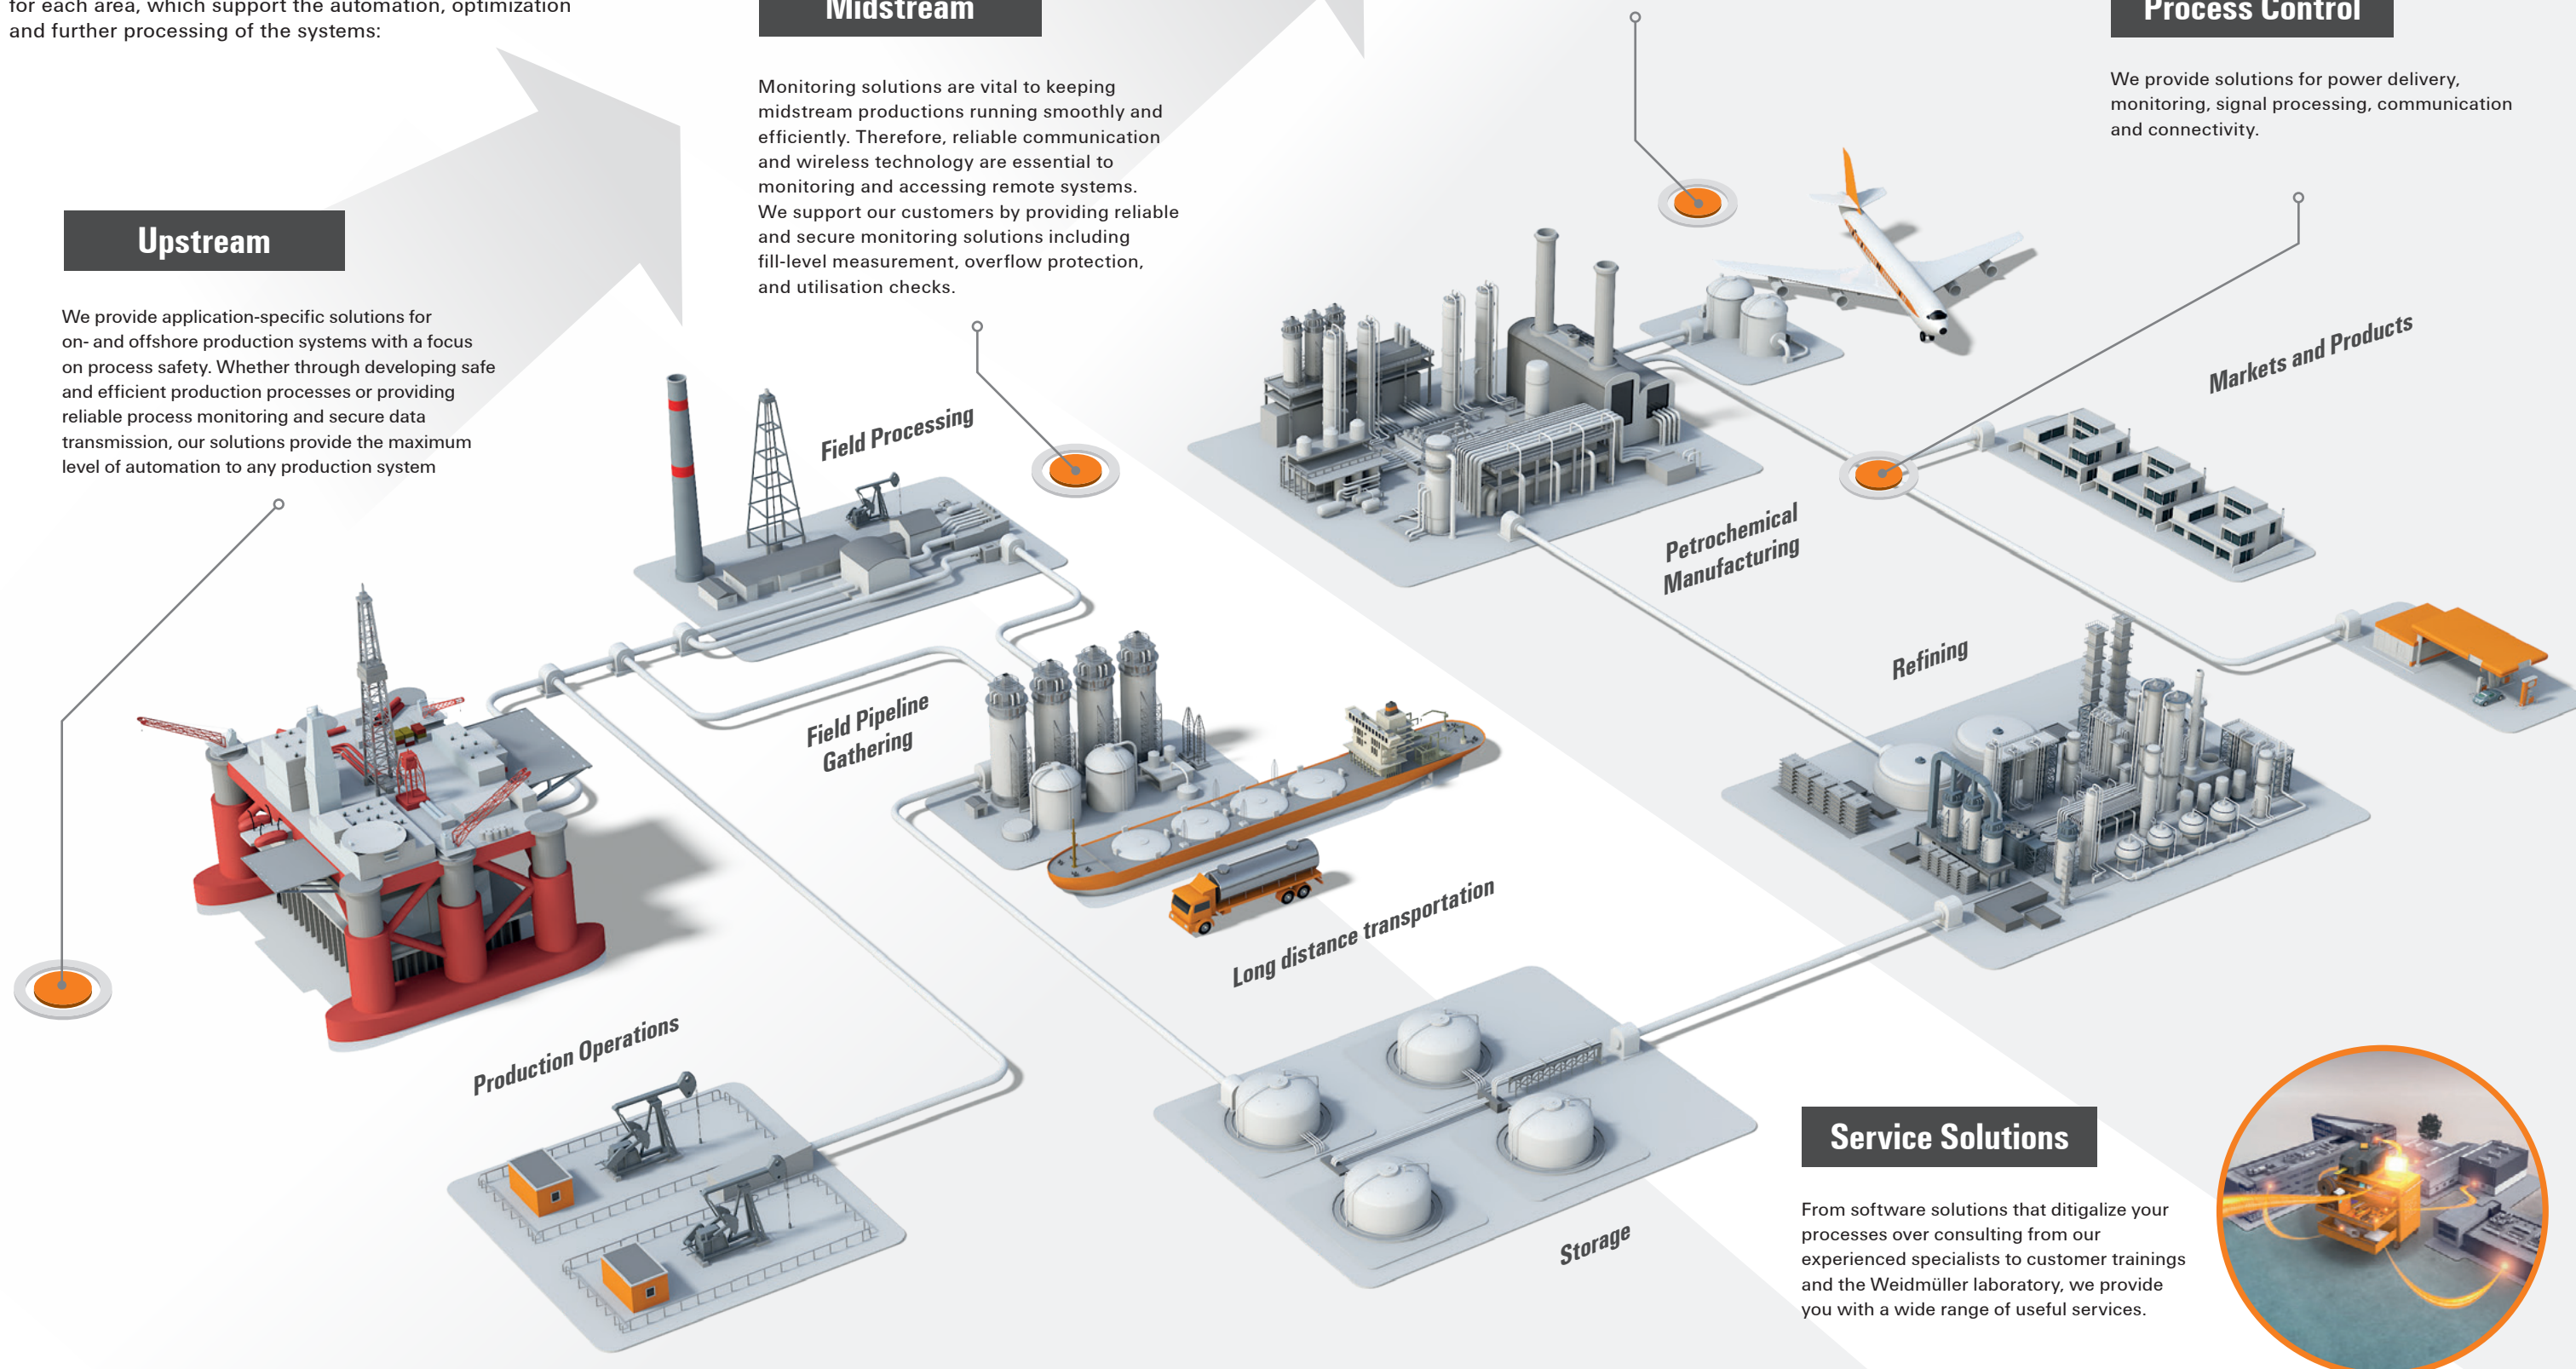 for each area, which support the automation, optimization
and further processing of the systems:
Upstream
We provide application-specific solutions for
on- and offshore production systems with a focus
on process safety. Whether through developing safe
and efficient production processes or providing
reliable process monitoring and secure data
transmission, our solutions provide the maximum
level of automation to any production system
Midstream
Monitoring solutions are vital to keeping
midstream productions running smoothly and
efficiently. Therefore, reliable communication
and wireless technology are essential to
monitoring and accessing remote systems.
We support our customers by providing reliable
and secure monitoring solutions including
fill-level measurement, overflow protection,
and utilisation checks.
Process Control
We provide solutions for power delivery,
monitoring, signal processing, communication
and connectivity.
Markets and Products
Field Processing
Petrochemical
Manufacturing
Refining
Field Pipeline
Gathering
Long distance transportation
Production Operations
Storage
Service Solutions
From software solutions that ditigalize your
processes over consulting from our
experienced specialists to customer trainings
and the Weidmüller laboratory, we provide
you with a wide range of useful services.